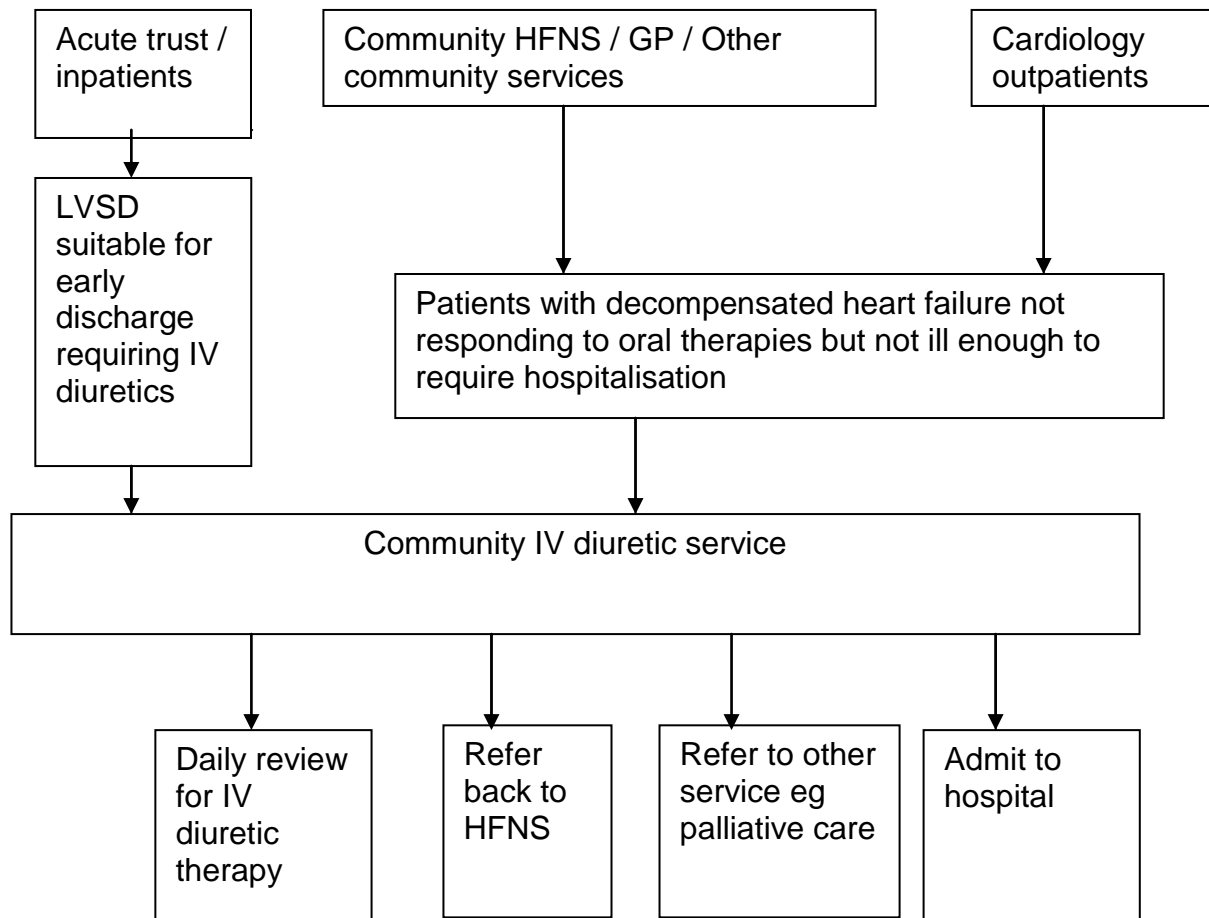 Acute trust /
inpatients
Community HFNS / GP / Other
community services
Cardiology
outpatients
LVSD
suitable for
early
discharge
requiring IV
diuretics
Patients with decompensated heart failure not
responding to oral therapies but not ill enough to
require hospitalisation
Community IV diuretic service
Daily review
for IV
diuretic
therapy
Refer
back to
HFNS
Refer to other
service eg
palliative care
Admit to
hospital